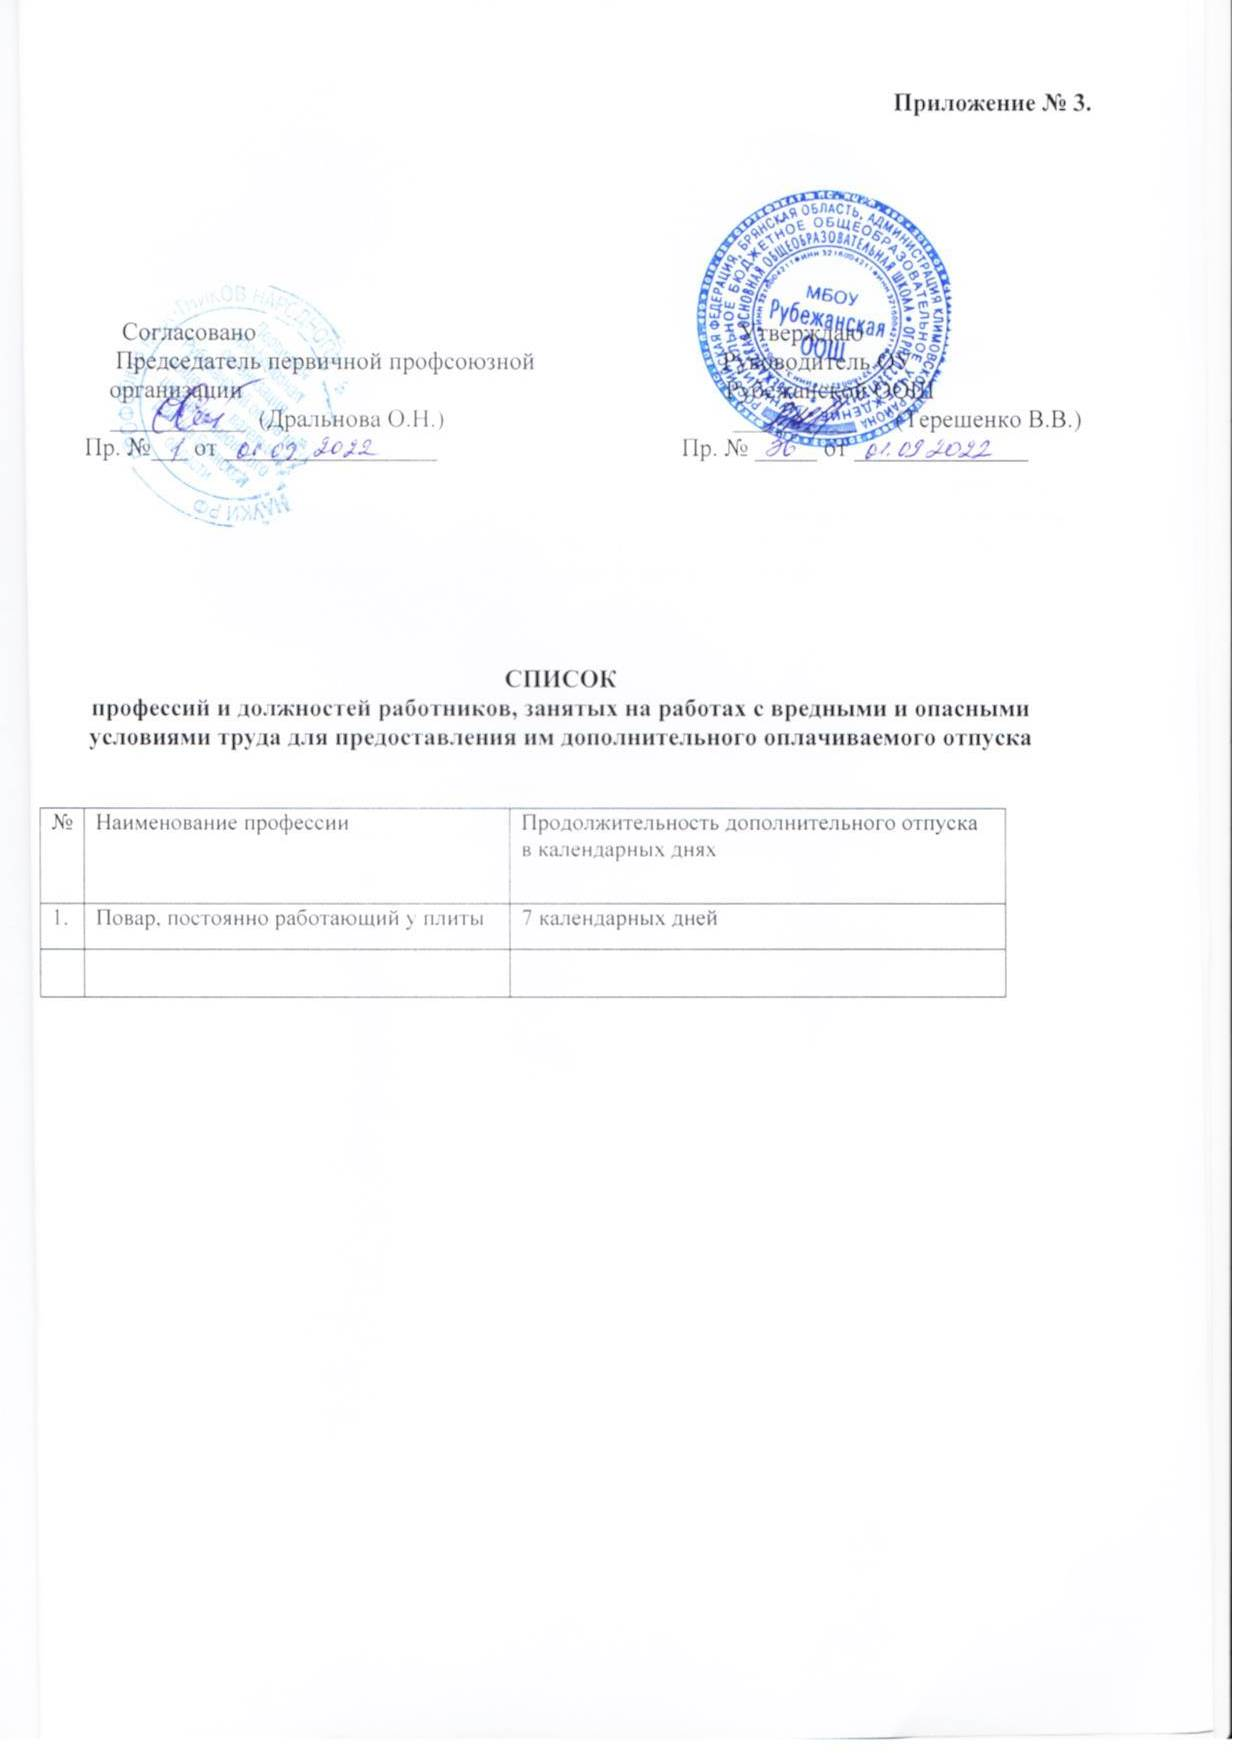 Приложение № 3.
Согласовано
Председатель первичной профсоюзной
организации
(Дральнова О.Н.)
Пр. № 1 от 01.09.2022
Утверждаю
Руководитель ОУ
Рубежанской ООШ
(Терешенко В.В.)
Пр. № 36 от 01.09.2022
МБОУ
Рубежанская
ООШ
СПИСОК
профессий и должностей работников, занятых на работах с вредными и опасными
условиями труда для предоставления им дополнительного оплачиваемого отпуска
№ Наименование профессии Продолжительность дополнительного отпуска
в календарных днях
1. Повар, постоянно работающий у плиты 7 календарных дней